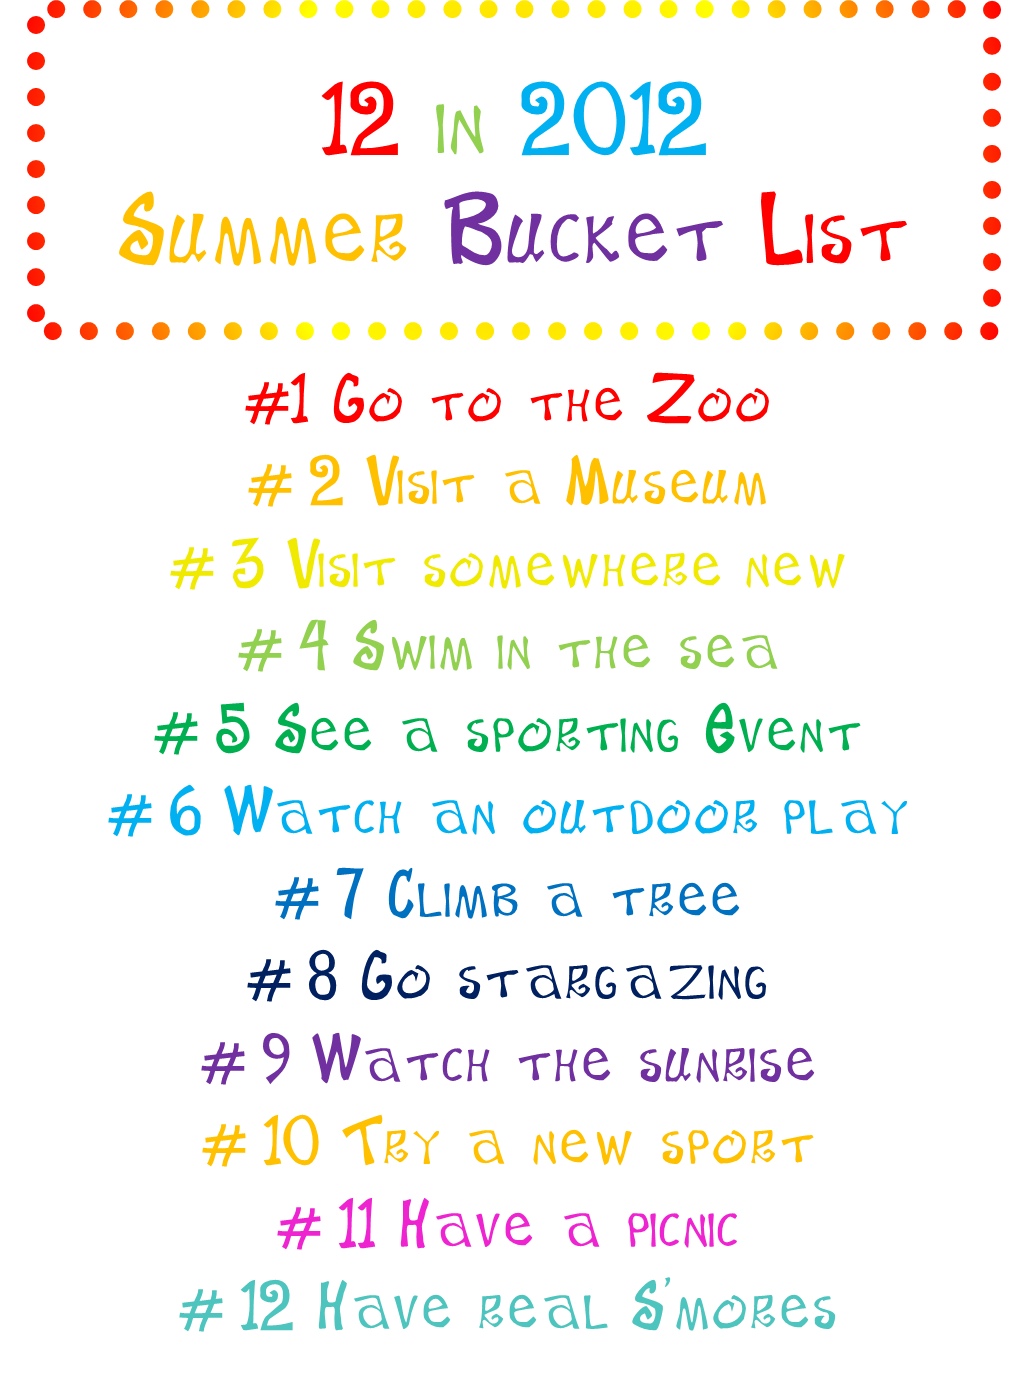 12 in 2012
Summer Bucket List
#1 Go to the Zoo
# 2 Visit a Museum
# 3 Visit somewhere new
# 4 Swim in the sea
# 5 See a sporting Event
# 6 Watch an outdoor play
# 7 Climb a tree
# 8 Go stargazing
# 9 Watch the sunrise
# 10 Try a new sport
# 11 Have a picnic
# 12 Have real S'mores